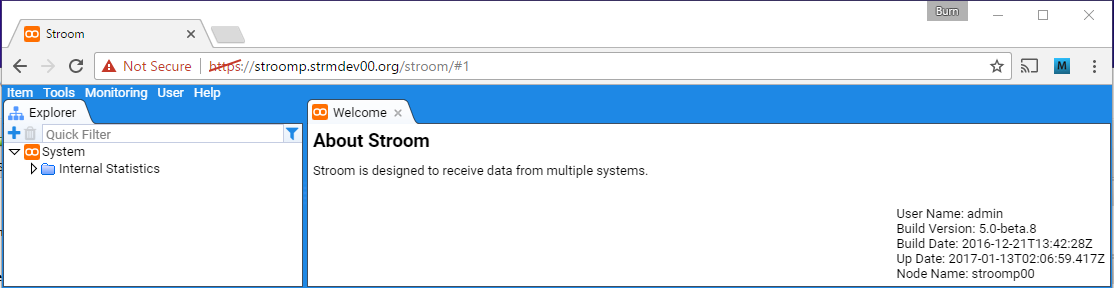 Burn
Stroom
Not Secure https://stroomp.strmdev00.org/stroom/#1
M
Item Tools Monitoring User Help
Explorer
Welcome
Quick Filter
About Stroom
System
Internal Statistics
Stroom is designed to receive data from multiple systems.
User Name: admin
Build Version: 5.0-beta.8
Build Date: 2016-12-21T13:42:28Z
Up Date: 2017-01-13T02:06:59.417Z
Node Name: stroomp00